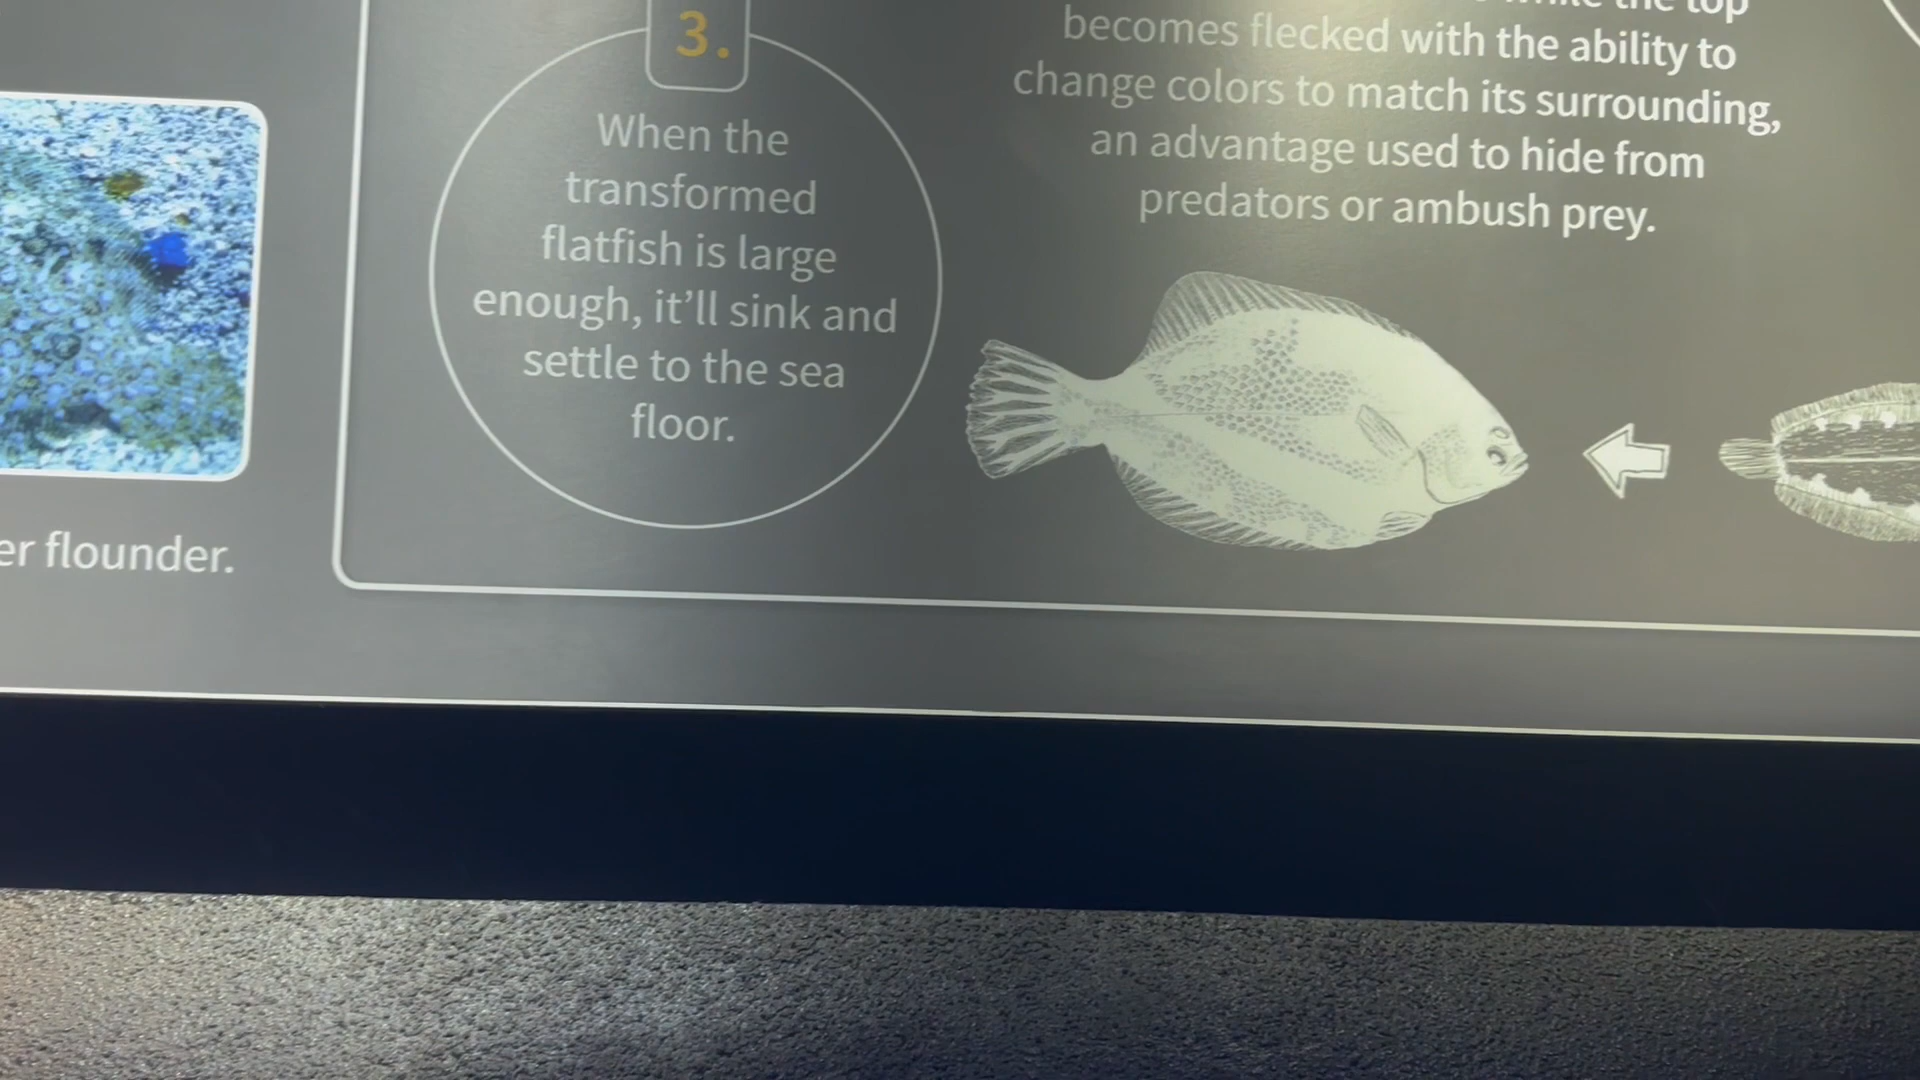 3.
When the
transformed
flatfish is large
enough, it'll sink and
settle to the sea
floor.
the top
becomes flecked with the ability to
change colors to match its surrounding,
an advantage used to hide from
predators or ambush prey.
flounder.